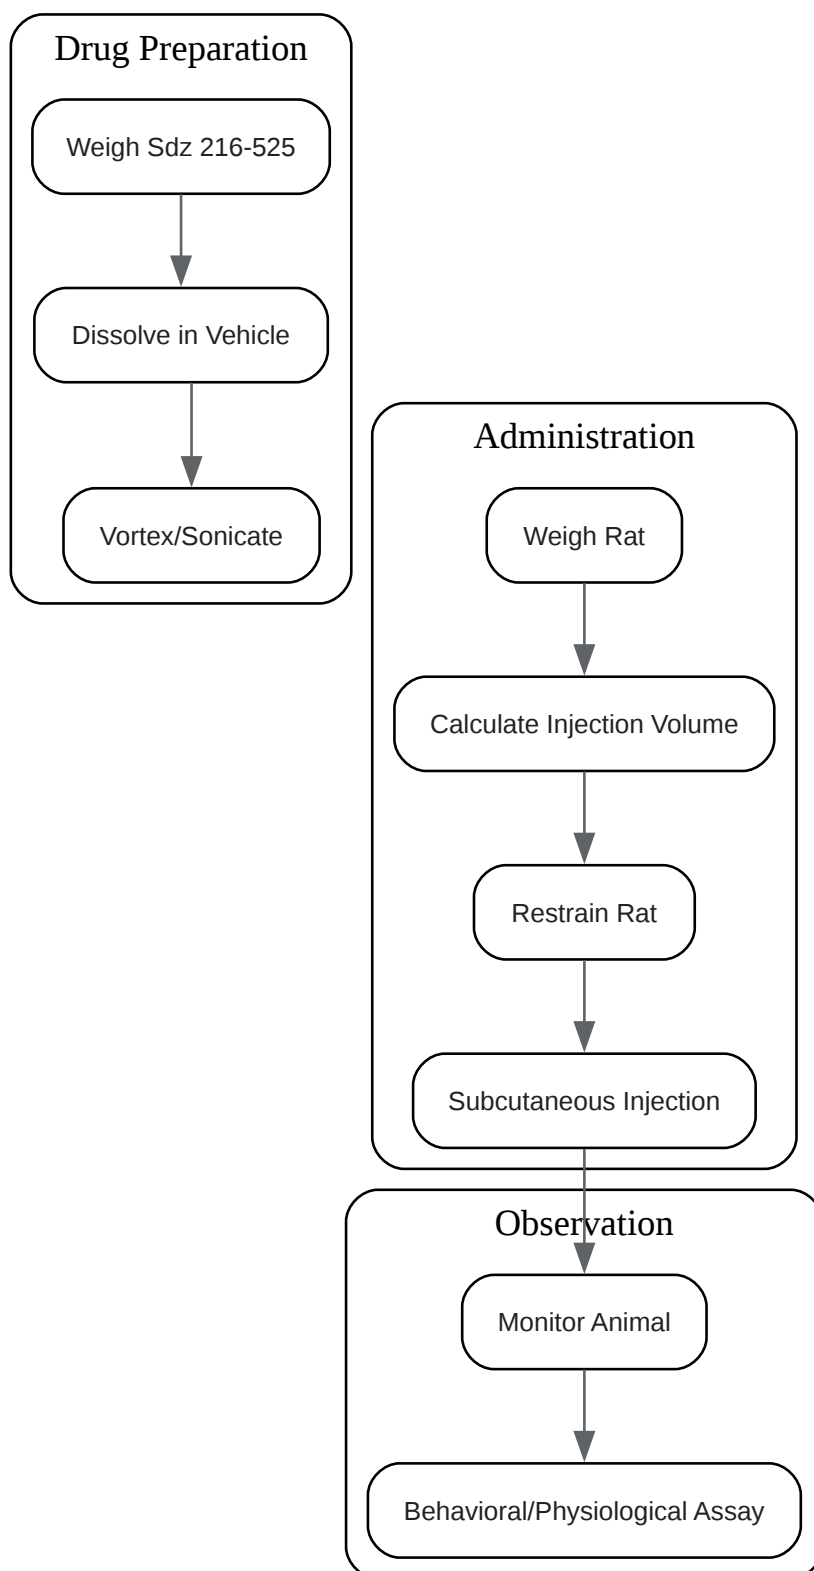 Drug Preparation
Weigh Sdz 216-525
Dissolve in Vehicle
Vortex/Sonicate
Administration
Weigh Rat
Calculate Injection Volume
Restrain Rat
Subcutaneous Injection
Observation
Monitor Animal
Behavioral/Physiological Assay